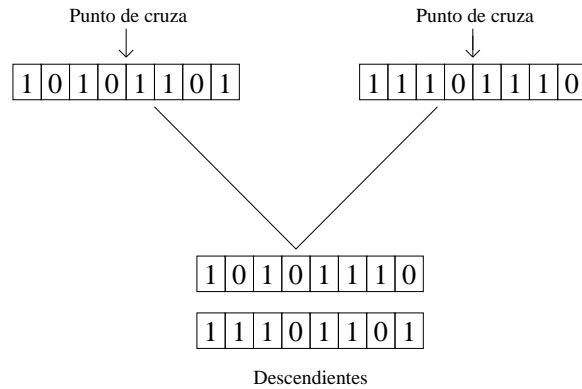 Punto de cruza Punto de cruza
1 0 1 0 1 1 0 1 1 1 1 0 1 1 1 0
1 0 1 0 1 1 1 0
1 1 1 0 1 1 0 1
Descendientes